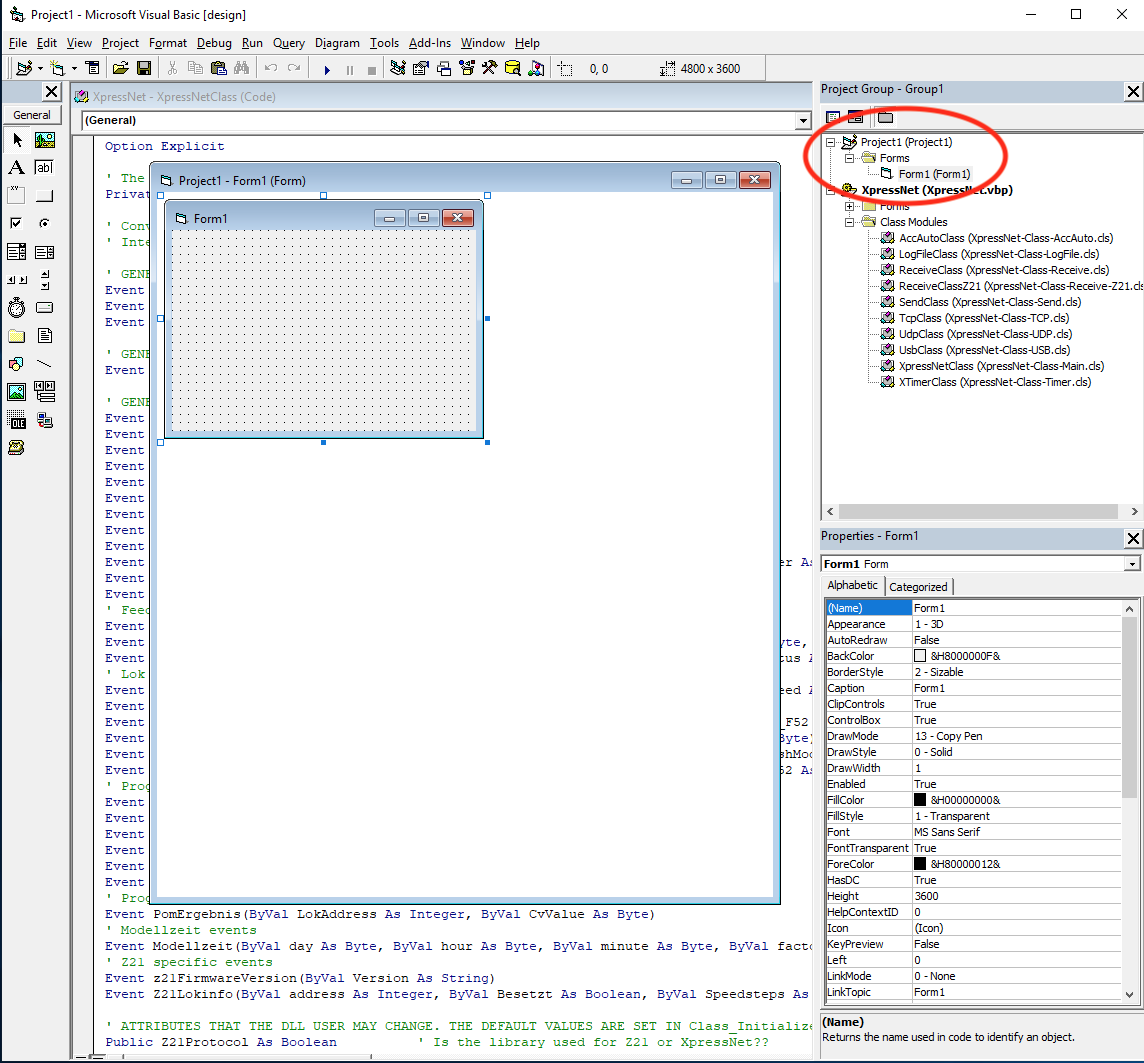 Project1 - Microsoft Visual Basic [design]
File Edit View Project Format Debug Run Query Diagram Tools Add-Ins Window Help
0, 0 4800 x 3600
General
XpressNet - XpressNetClass (Code)
(General)
Option Explicit
' The
Privat
' Conv
' Inte
' GENE
Event
Event
Event
' GENE
Event
' GENE
Event
Event
Event
Event
Event
Event
Event
Event
Event
er As
Event
Event
' Feed
Event
Event
yte,
Event
tus A
' Lok
Event
eed A
Event
Event
_F52
Event
Byte)
Event
shMod
Event
52 As
' Prog
Event
Event
Event
Event
Event
Event
' Prog
Event PomErgebnis(ByVal LokAddress As Integer, ByVal CvValue As Byte)
' Modellzeit events
Event Modellzeit(ByVal day As Byte, ByVal hour As Byte, ByVal minute As Byte, ByVal facto
' Z21 specific events
Event z21FirmwareVersion(ByVal Version As String)
Event Z21Lokinfo(ByVal address As Integer, ByVal Besetzt As Boolean, ByVal Speedsteps As
' ATTRIBUTES THAT THE DLL USER MAY CHANGE. THE DEFAULT VALUES ARE SET IN Class_Initialize
Public Z21Protocol As Boolean ' Is the library used for Z21 or XpressNet??
Project1 - Form1 (Form)
Form1
Project Group - Group1
Project1 (Project1)
Forms
Form1 (Form1)
XpressNet (XpressNet.vbp)
Forms
Class Modules
AccAutoClass (XpressNet-Class-AccAuto.cls)
LogFileClass (XpressNet-Class-LogFile.cls)
ReceiveClass (XpressNet-Class-Receive.cls)
ReceiveClassZ21 (XpressNet-Class-Receive-Z21.cls
SendClass (XpressNet-Class-Send.cls)
TcpClass (XpressNet-Class-TCP.cls)
UdpClass (XpressNet-Class-UDP.cls)
UsbClass (XpressNet-Class-USB.cls)
XpressNetClass (XpressNet-Class-Main.cls)
XTimerClass (XpressNet-Class-Timer.cls)
Properties - Form1
Form1 Form
Alphabetic Categorized
(Name) Form1
Appearance 1 - 3D
AutoRedraw False
BackColor &H8000000F&
BorderStyle 2 - Sizable
Caption Form1
ClipControls True
ControlBox True
DrawMode 13 - Copy Pen
DrawStyle 0 - Solid
DrawWidth 1
Enabled True
FillColor &H00000000&
FillStyle 1 - Transparent
Font MS Sans Serif
FontTransparent True
ForeColor &H80000012&
HasDC True
Height 3600
HelpContextID 0
Icon (Icon)
KeyPreview False
Left 0
LinkMode 0 - None
LinkTopic Form1
(Name)
Returns the name used in code to identify an object.